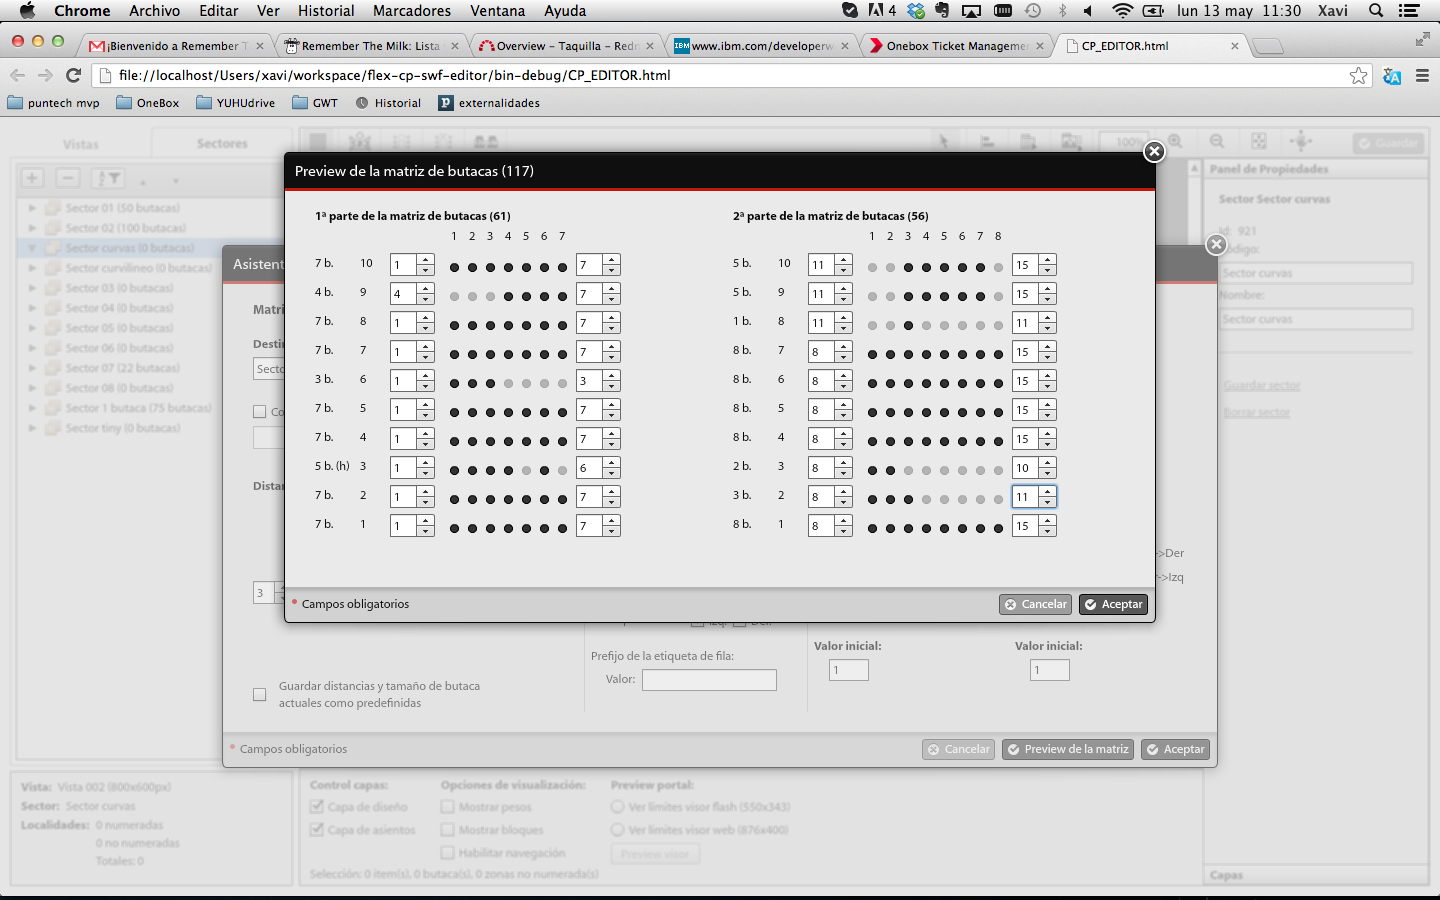 Chrome Archivo Editar Ver Historial Marcadores Ventana Ayuda 4 lun 13 may 11:30 Xavi
¡Bienvenido a Remember T Remember The Milk: Lista Overview – Taquilla – Redm IBM www.ibm.com/developerw Onebox Ticket Managemen CP_EDITOR.html
file://localhost/Users/xavi/workspace/flex-cp-swf-editor/bin-debug/CP_EDITOR.html
puntech mvp OneBox YUHUdrive GWT Historial externalidades
Vistas Sectores 100% Guardar
Panel de Propiedades
Preview de la matriz de butacas (117)
Sector 01 (50 butacas)
Sector 02 (100 butacas)
Sector curvas (0 butacas)
Sector curvilineo (0 butacas)
Sector 03 (0 butacas)
Sector 04 (0 butacas)
Sector 05 (0 butacas)
Sector 06 (0 butacas)
Sector 07 (22 butacas)
Sector 08 (0 butacas)
Sector 1 butaca (75 butacas)
Sector tiny (0 butacas)
Sector Sector curvas
Id: 921
Código:
Sector curvas
Nombre:
Sector curvas
Guardar sector
Borrar sector
Asistent
Matri
Destin
Secto
Co
Distan
3
1ª parte de la matriz de butacas (61)
1 2 3 4 5 6 7
7 b. 10 1 7
4 b. 9 4 7
7 b. 8 1 7
7 b. 7 1 7
3 b. 6 1 3
7 b. 5 1 7
7 b. 4 1 7
5 b. (h) 3 1 6
7 b. 2 1 7
7 b. 1 1 7
2ª parte de la matriz de butacas (56)
1 2 3 4 5 6 7 8
5 b. 10 11 15
5 b. 9 11 15
1 b. 8 11 11
8 b. 7 8 15
8 b. 6 8 15
8 b. 5 8 15
8 b. 4 8 15
2 b. 3 8 10
3 b. 2 8 11
8 b. 1 8 15
->Der
->Izq
* Campos obligatorios Cancelar Aceptar
Izq. Der.
Prefijo de la etiqueta de fila:
Valor:
Valor inicial: Valor inicial:
1 1
Guardar distancias y tamaño de butaca
actuales como predefinidas
* Campos obligatorios Cancelar Preview de la matriz Aceptar
Vista: Vista 002 (800x600px)
Sector: Sector curvas
Localidades: 0 numeradas
0 no numeradas
Totales: 0
Control capas:
Capa de diseño
Capa de asientos
Opciones de visualización:
Mostrar pesos
Mostrar bloques
Habilitar navegación
Preview portal:
Ver límites visor flash (550x343)
Ver límites visor web (876x400)
Preview visor
Selección: 0 item(s), 0 butaca(s), 0 zonas no numerada(s)
Capas